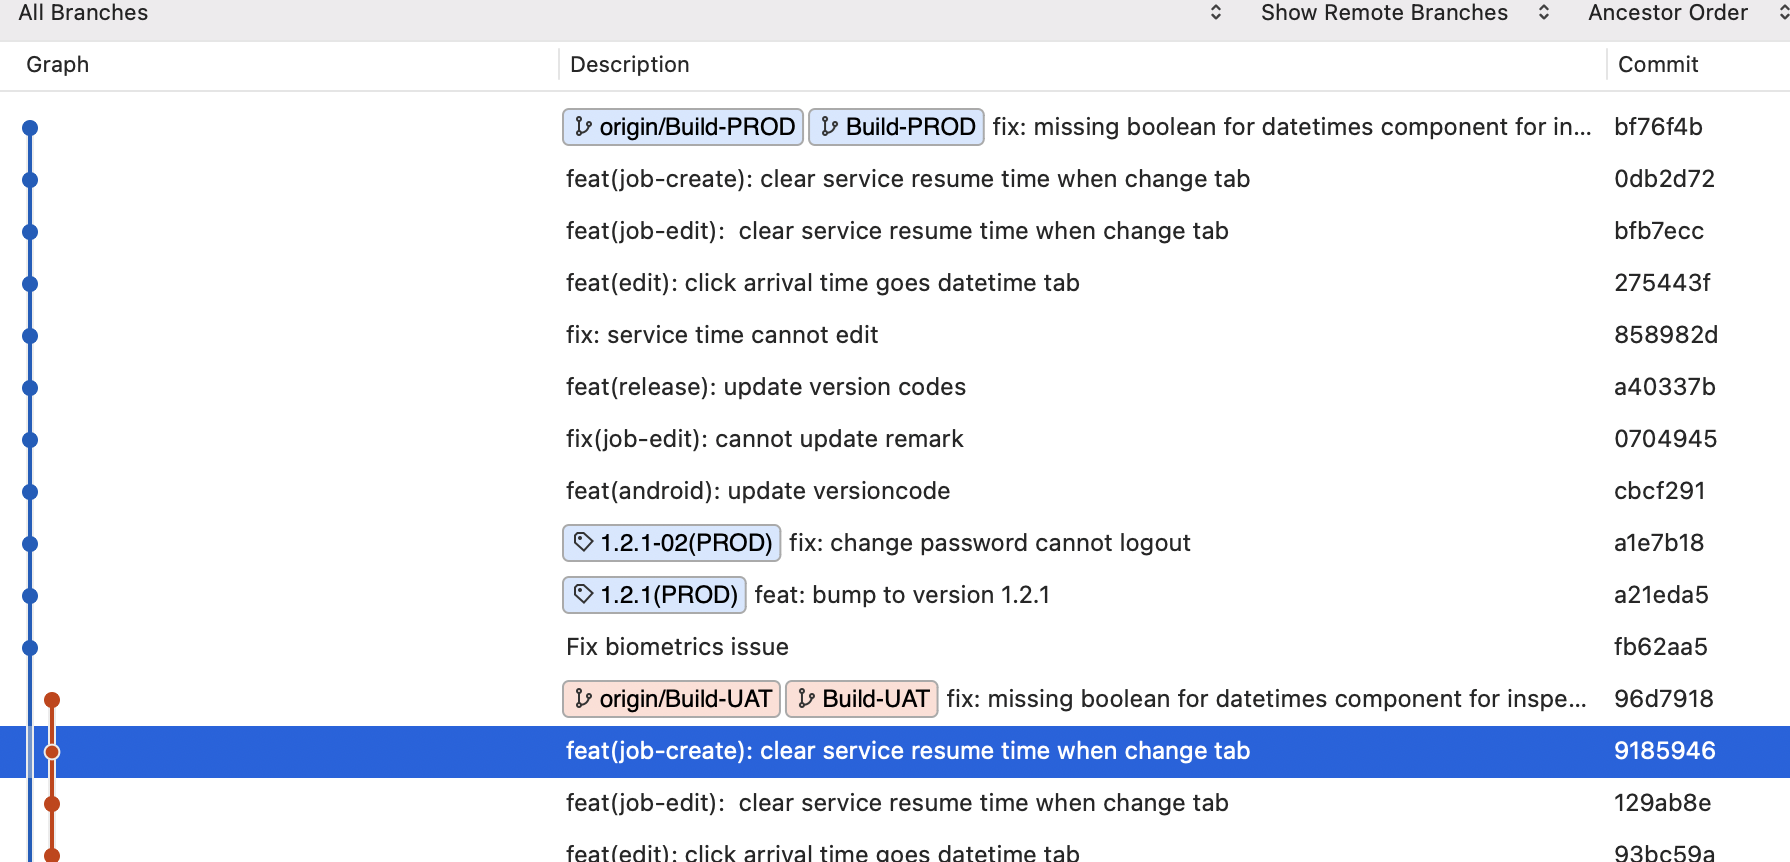 All Branches Show Remote Branches Ancestor Order
Graph Description Commit
origin/Build-PROD Build-PROD fix: missing boolean for datetimes component for in... bf76f4b
feat(job-create): clear service resume time when change tab 0db2d72
feat(job-edit):  clear service resume time when change tab bfb7ecc
feat(edit): click arrival time goes datetime tab 275443f
fix: service time cannot edit 858982d
feat(release): update version codes a40337b
fix(job-edit): cannot update remark 0704945
feat(android): update versioncode cbcf291
1.2.1-02(PROD) fix: change password cannot logout a1e7b18
1.2.1(PROD) feat: bump to version 1.2.1 a21eda5
Fix biometrics issue fb62aa5
origin/Build-UAT Build-UAT fix: missing boolean for datetimes component for inspe... 96d7918
feat(job-create): clear service resume time when change tab 9185946
feat(job-edit):  clear service resume time when change tab 129ab8e
feat(edit): click arrival time goes datetime tab 93bc59a